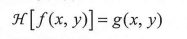 ℋ[f(x, y)] = g(x, y)